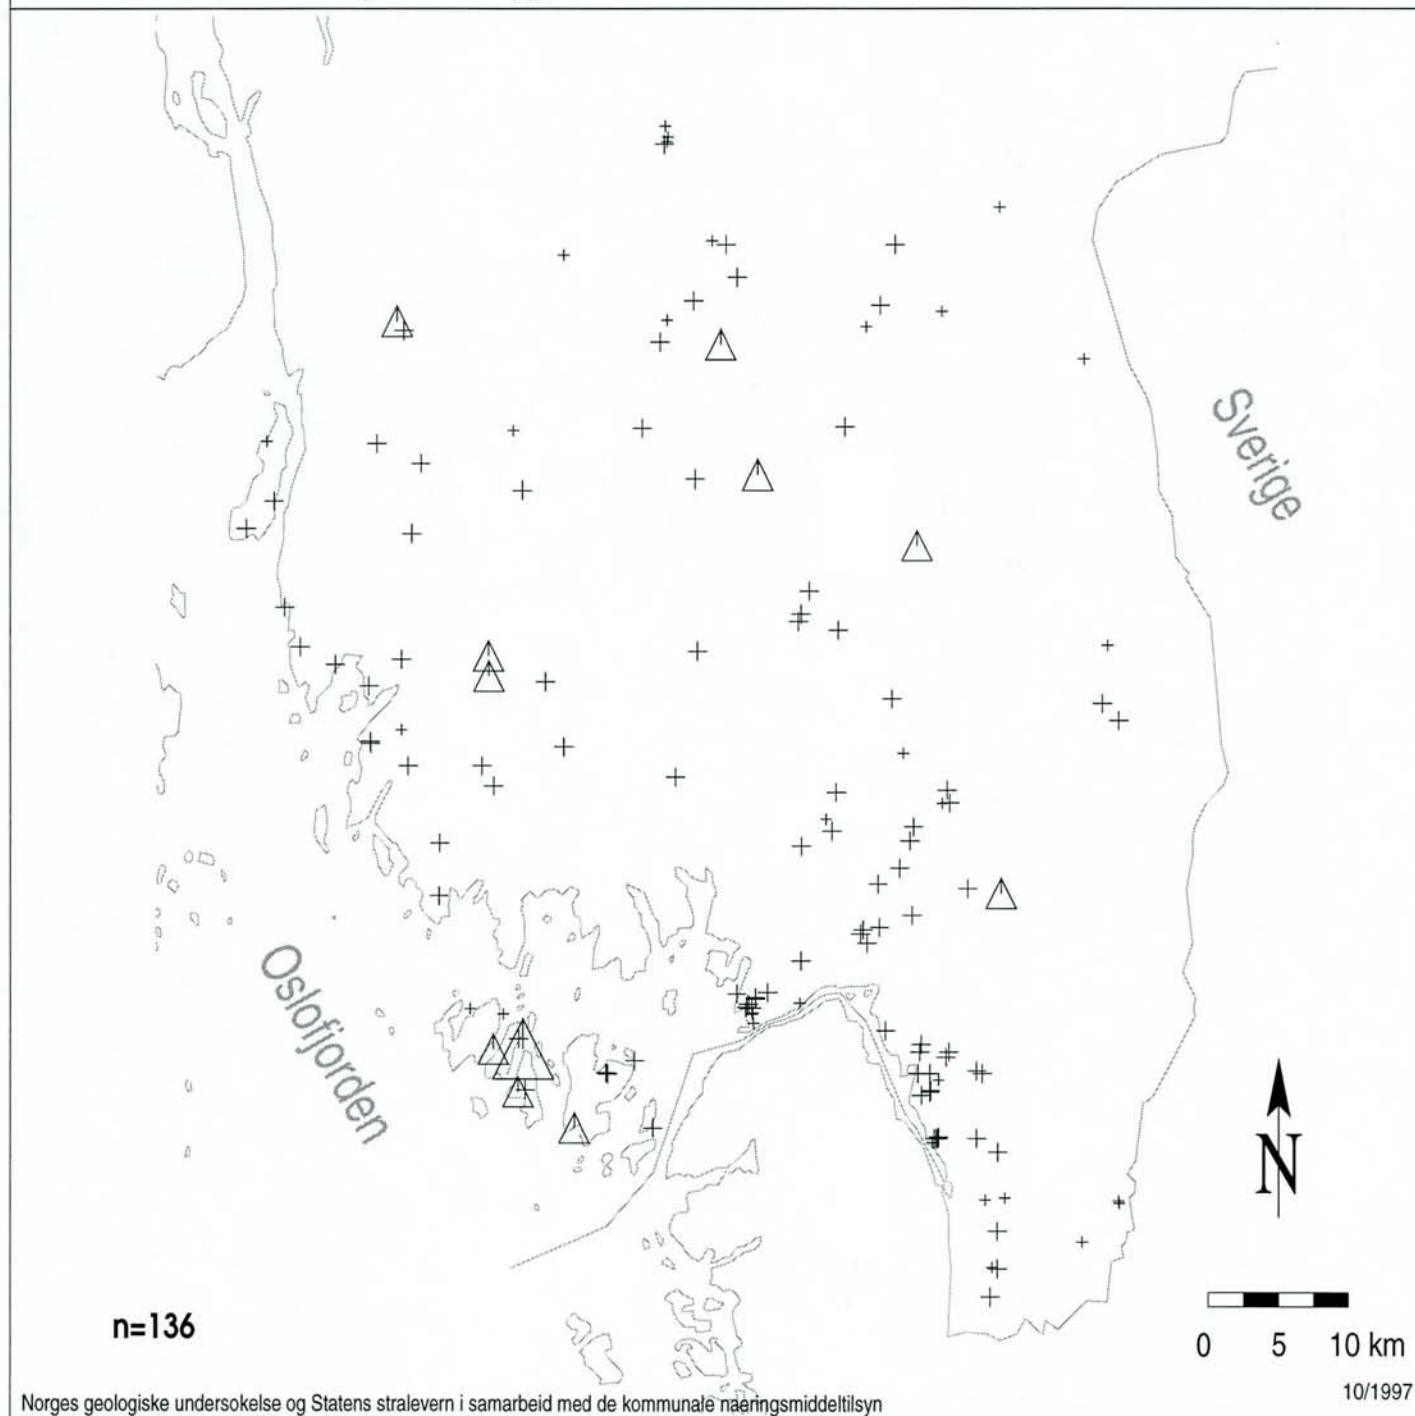 Sverige
Oslofjorden
N
n=136
0 5 10 km
10/1997
Norges geologiske undersokelse og Statens stralevern i samarbeid med de kommunale naeringsmiddeltilsyn